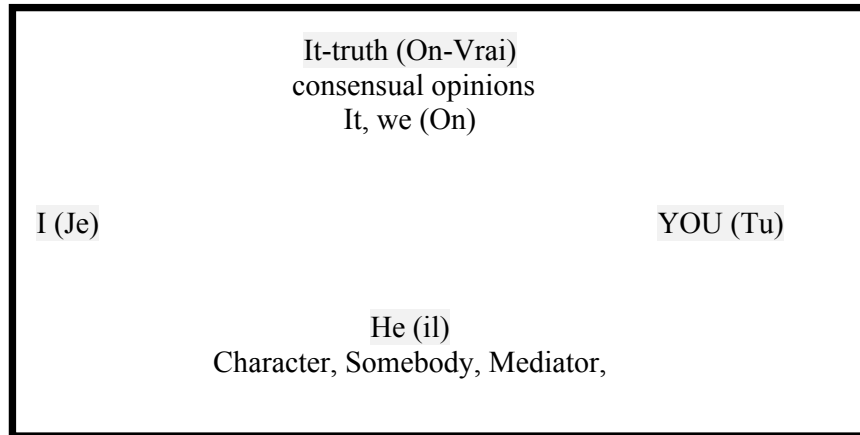 It-truth (On-Vrai)
consensual opinions
It, we (On)
I (Je)
YOU (Tu)
He (il)
Character, Somebody, Mediator,